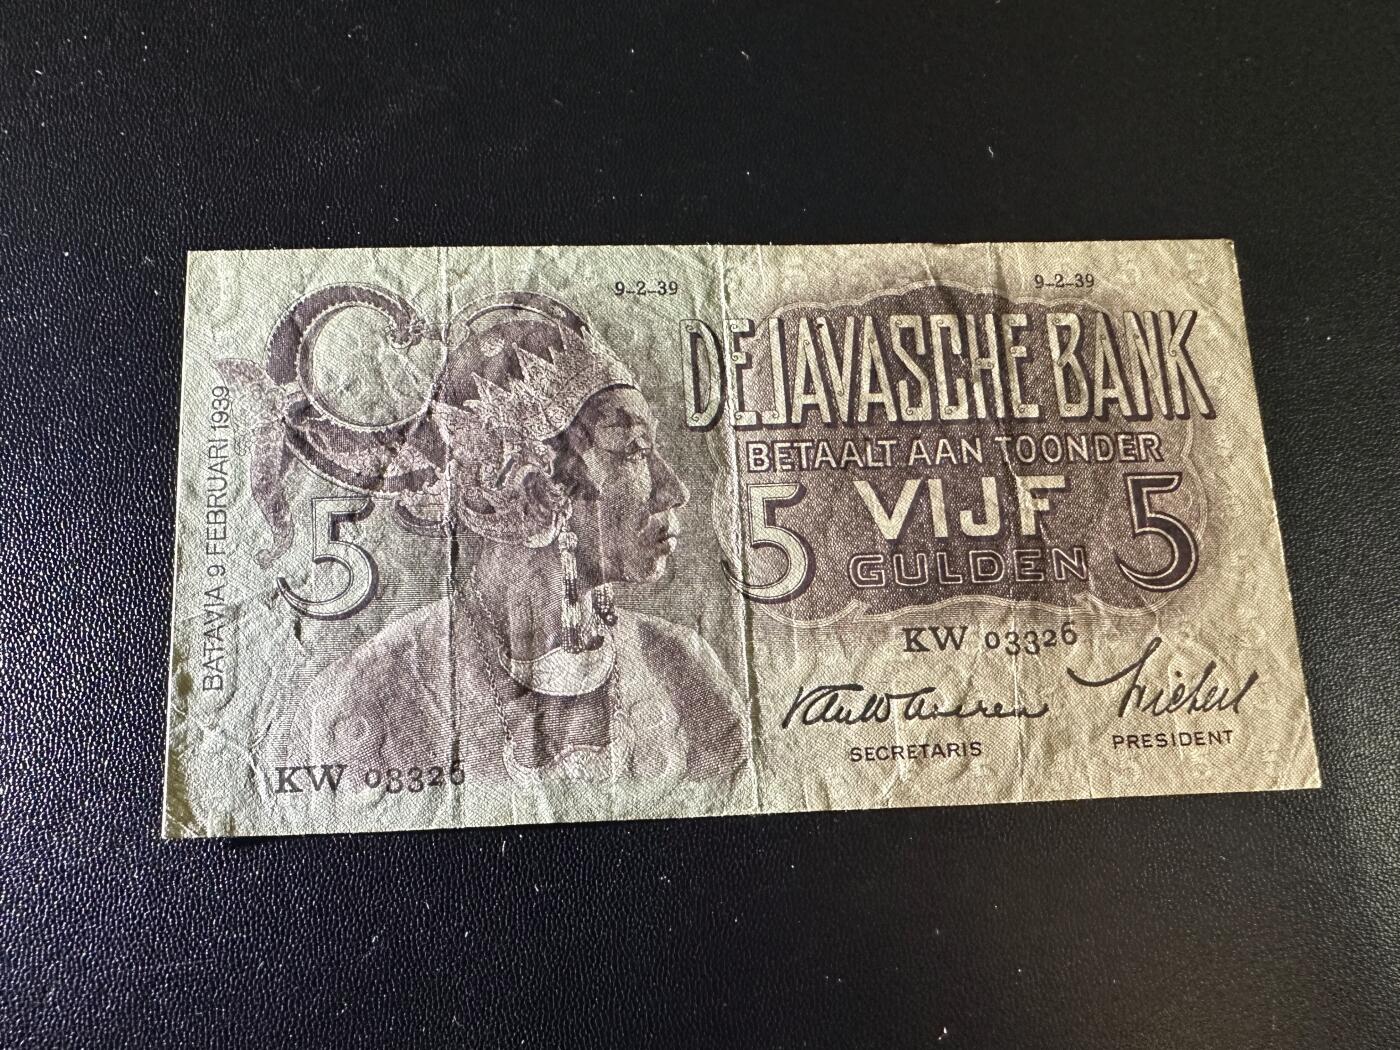 9-2-39
9-2-39
DE JAVASCHE BANK
BETAALT AAN TOONDER
5 VIJF 5
GULDEN
5
BATAVIA 9 FEBRUARI 1939
KW 03326
KW 03326
SECRETARIS
PRESIDENT